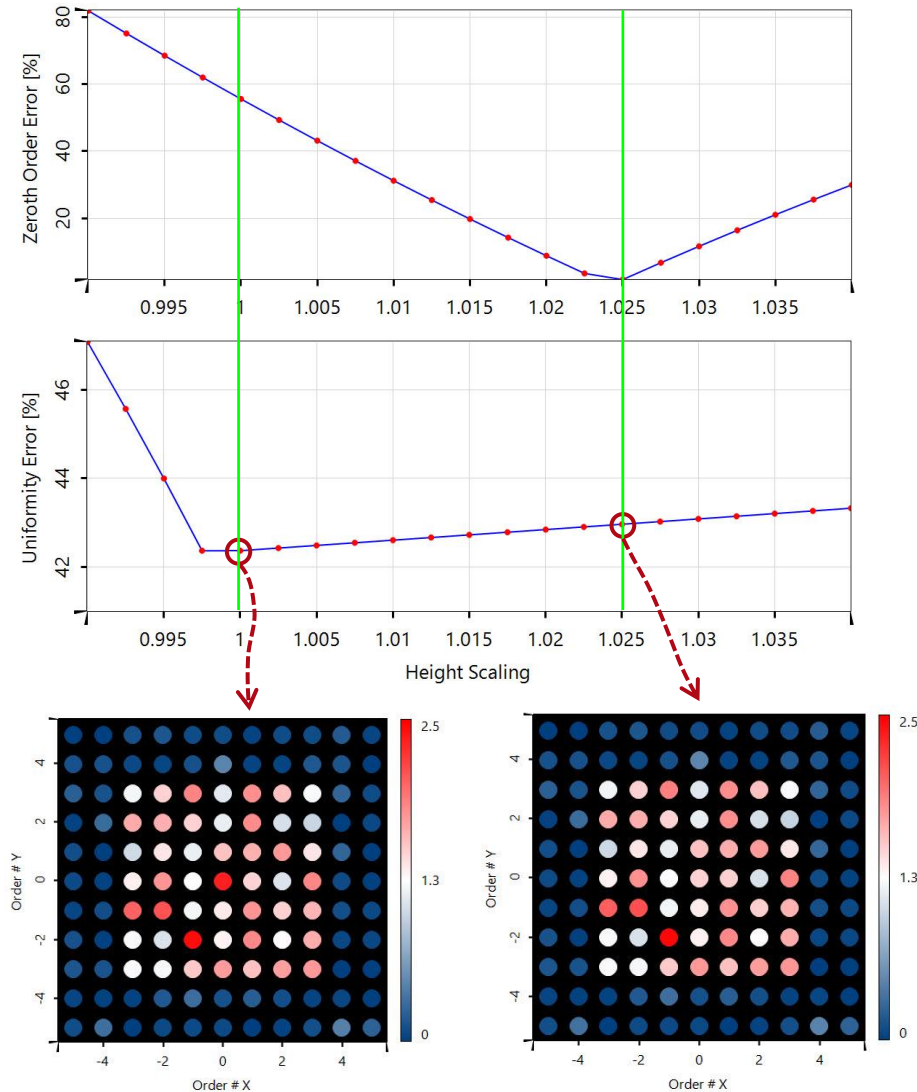 Zeroth Order Error [%]
80
60
40
20
0.995 1 1.005 1.01 1.015 1.02 1.025 1.03 1.035
Uniformity Error [%]
46
44
42
0.995 1 1.005 1.01 1.015 1.02 1.025 1.03 1.035
Height Scaling
Order # Y
4
2
0
-2
-4
-4 -2 0 2 4
Order # X
2.5
1.3
0
Order # Y
4
2
0
-2
-4
-4 -2 0 2 4
Order # X
2.5
1.3
0